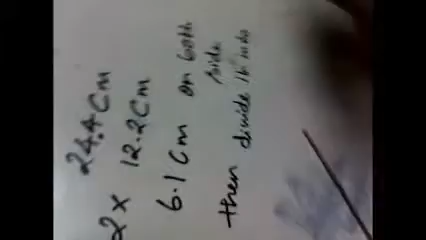 24.4 cm
2x 12.2 cm
6.1 cm on both
side
then divide it into